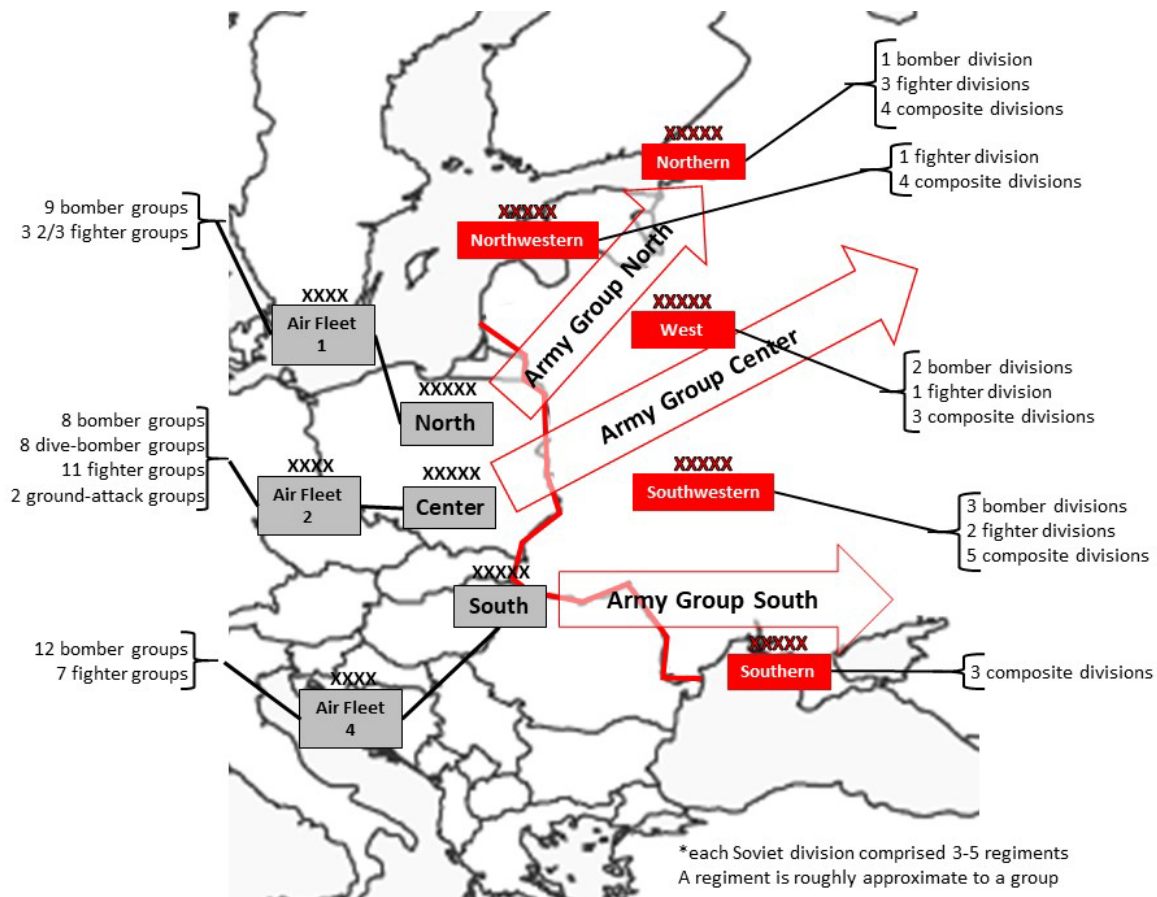 1 bomber division
3 fighter divisions
4 composite divisions
XXXXX
Northern
1 fighter division
4 composite divisions
9 bomber groups
3 2/3 fighter groups
XXXXX
Northwestern
Army Group North
XXXX
Air Fleet
1
XXXXX
West
Army Group Center
2 bomber divisions
1 fighter division
3 composite divisions
XXXXX
North
8 bomber groups
8 dive-bomber groups
11 fighter groups
2 ground-attack groups
XXXX
Air Fleet
2
XXXXX
Center
XXXXX
Southwestern
3 bomber divisions
2 fighter divisions
5 composite divisions
XXXXX
South
Army Group South
12 bomber groups
7 fighter groups
XXXX
Air Fleet
4
XXXXX
Southern
3 composite divisions
*each Soviet division comprised 3-5 regiments
A regiment is roughly approximate to a group